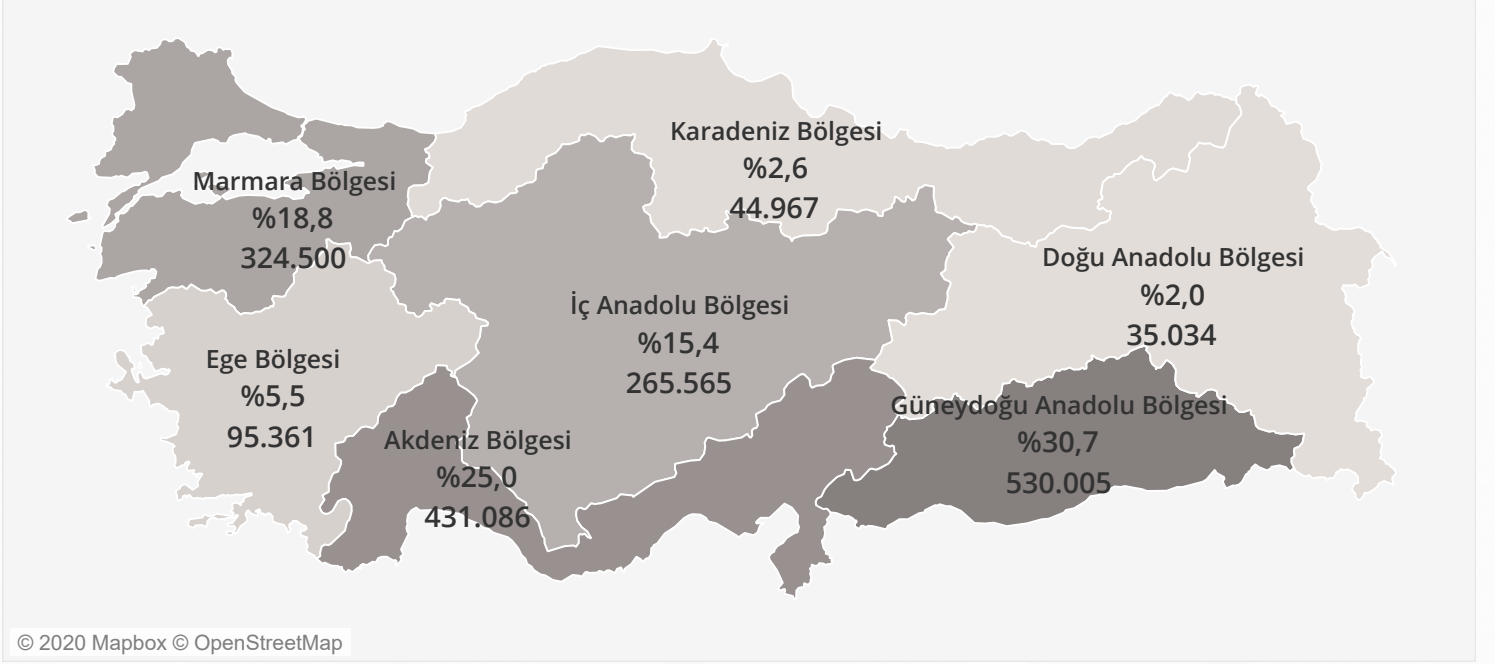 Karadeniz Bölgesi
%2,6
44.967
Marmara Bölgesi
%18,8
324.500
Doğu Anadolu Bölgesi
%2,0
35.034
İç Anadolu Bölgesi
%15,4
265.565
Ege Bölgesi
%5,5
95.361
Güneydoğu Anadolu Bölgesi
%30,7
530.005
Akdeniz Bölgesi
%25,0
431.086
© 2020 Mapbox © OpenStreetMap